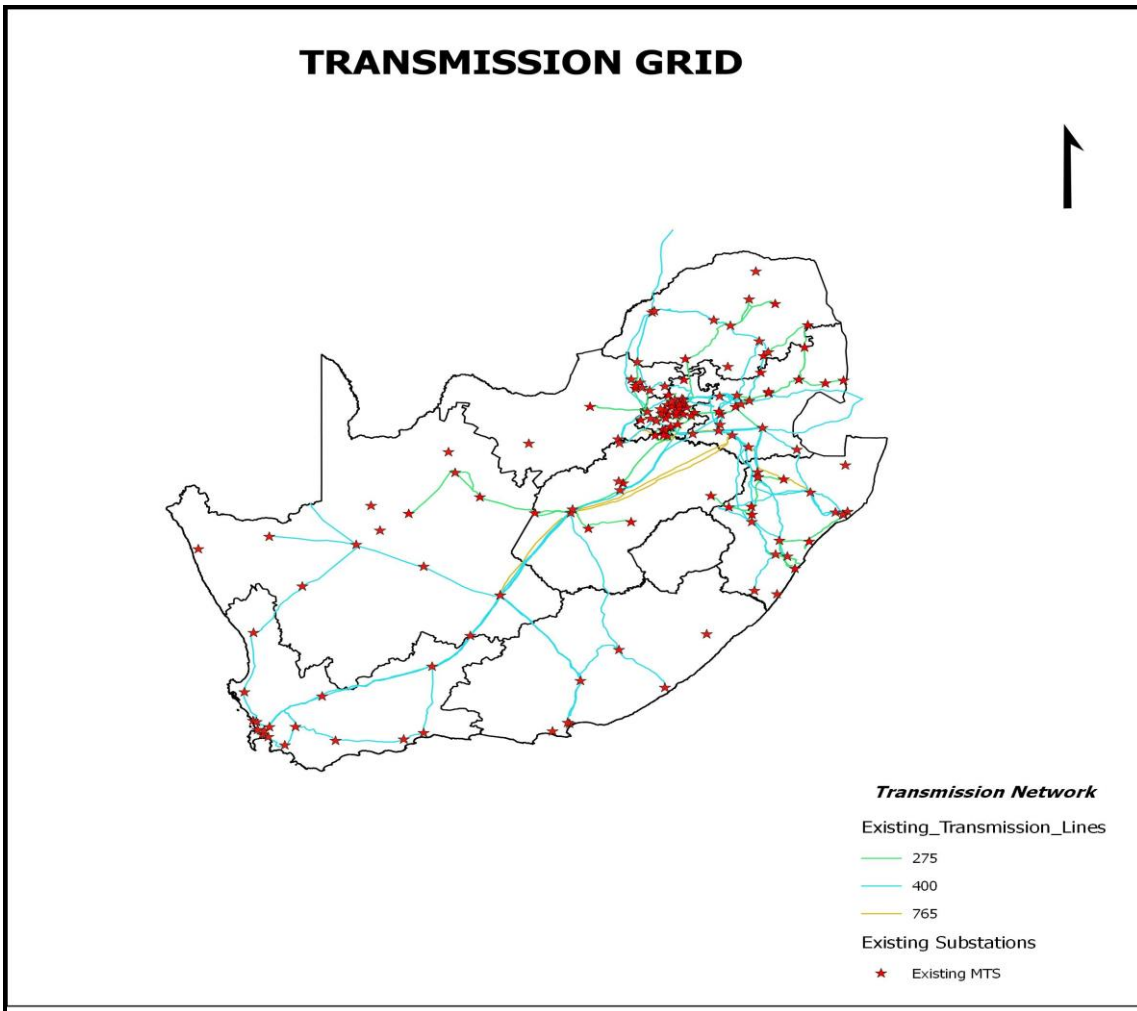 TRANSMISSION GRID
Transmission Network
Existing_Transmission_Lines
275
400
765
Existing Substations
Existing MTS